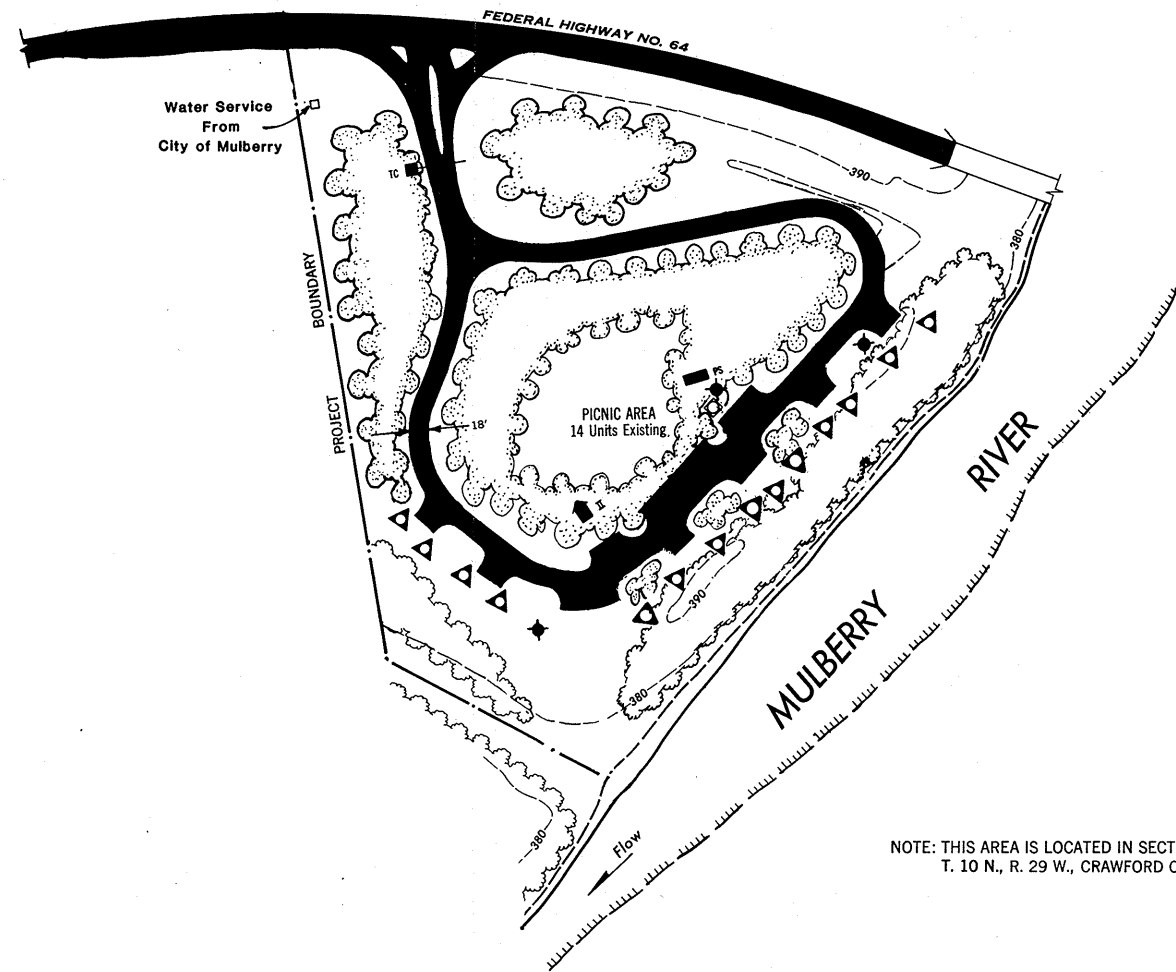 FEDERAL HIGHWAY NO. 64
Water Service
From
City of Mulberry
TC
390
380
PROJECT BOUNDARY
18'
PS
PICNIC AREA
14 Units Existing
RIVER
390
MULBERRY
380
380
Flow
NOTE: THIS AREA IS LOCATED IN SECT
T. 10 N., R. 29 W., CRAWFORD C